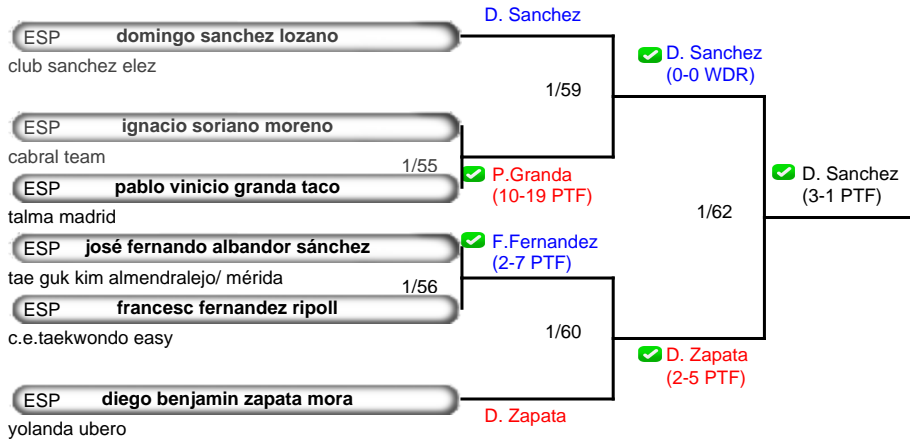 D. Sanchez
ESP domingo sanchez lozano
club sanchez elez
D. Sanchez
(0-0 WDR)
1/59
ESP ignacio soriano moreno
cabral team
1/55
P.Granda
(10-19 PTF)
ESP pablo vinicio granda taco
talma madrid
D. Sanchez
(3-1 PTF)
1/62
ESP josé fernando albandor sánchez
tae guk kim almendralejo/ mérida
F.Fernandez
(2-7 PTF)
1/56
ESP francesc fernandez ripoll
c.e.taekwondo easy
1/60
D. Zapata
(2-5 PTF)
ESP diego benjamin zapata mora
D. Zapata
yolanda ubero